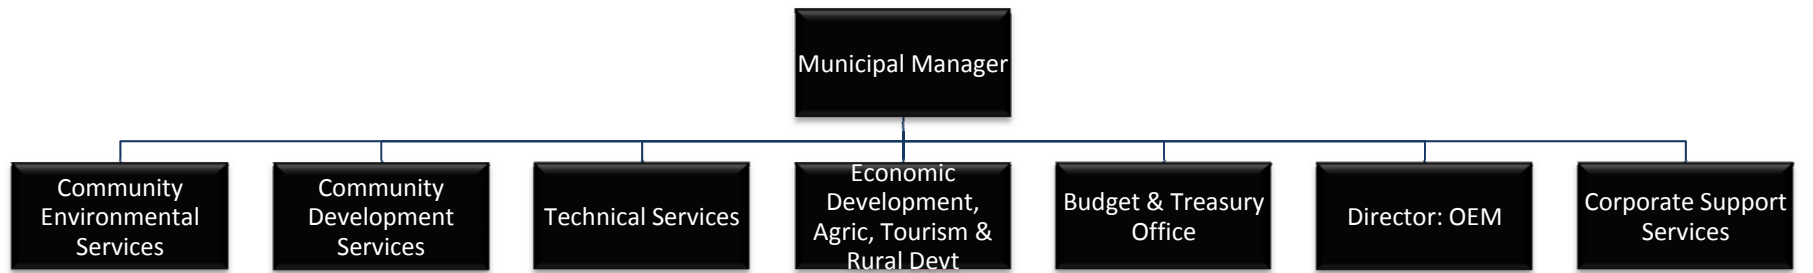 Municipal Manager
Community
Environmental
Services
Community
Development
Services
Technical Services
Economic
Development,
Agric, Tourism &
Rural Devt
Budget & Treasury
Office
Director: OEM
Corporate Support
Services